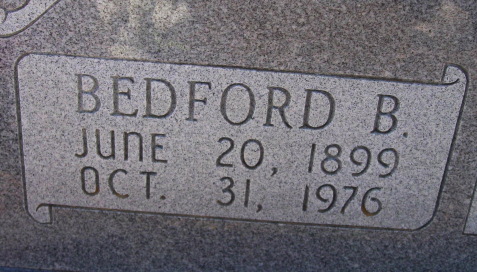 BEDFORD B.
JUNE 20, 1899
OCT. 31, 1976